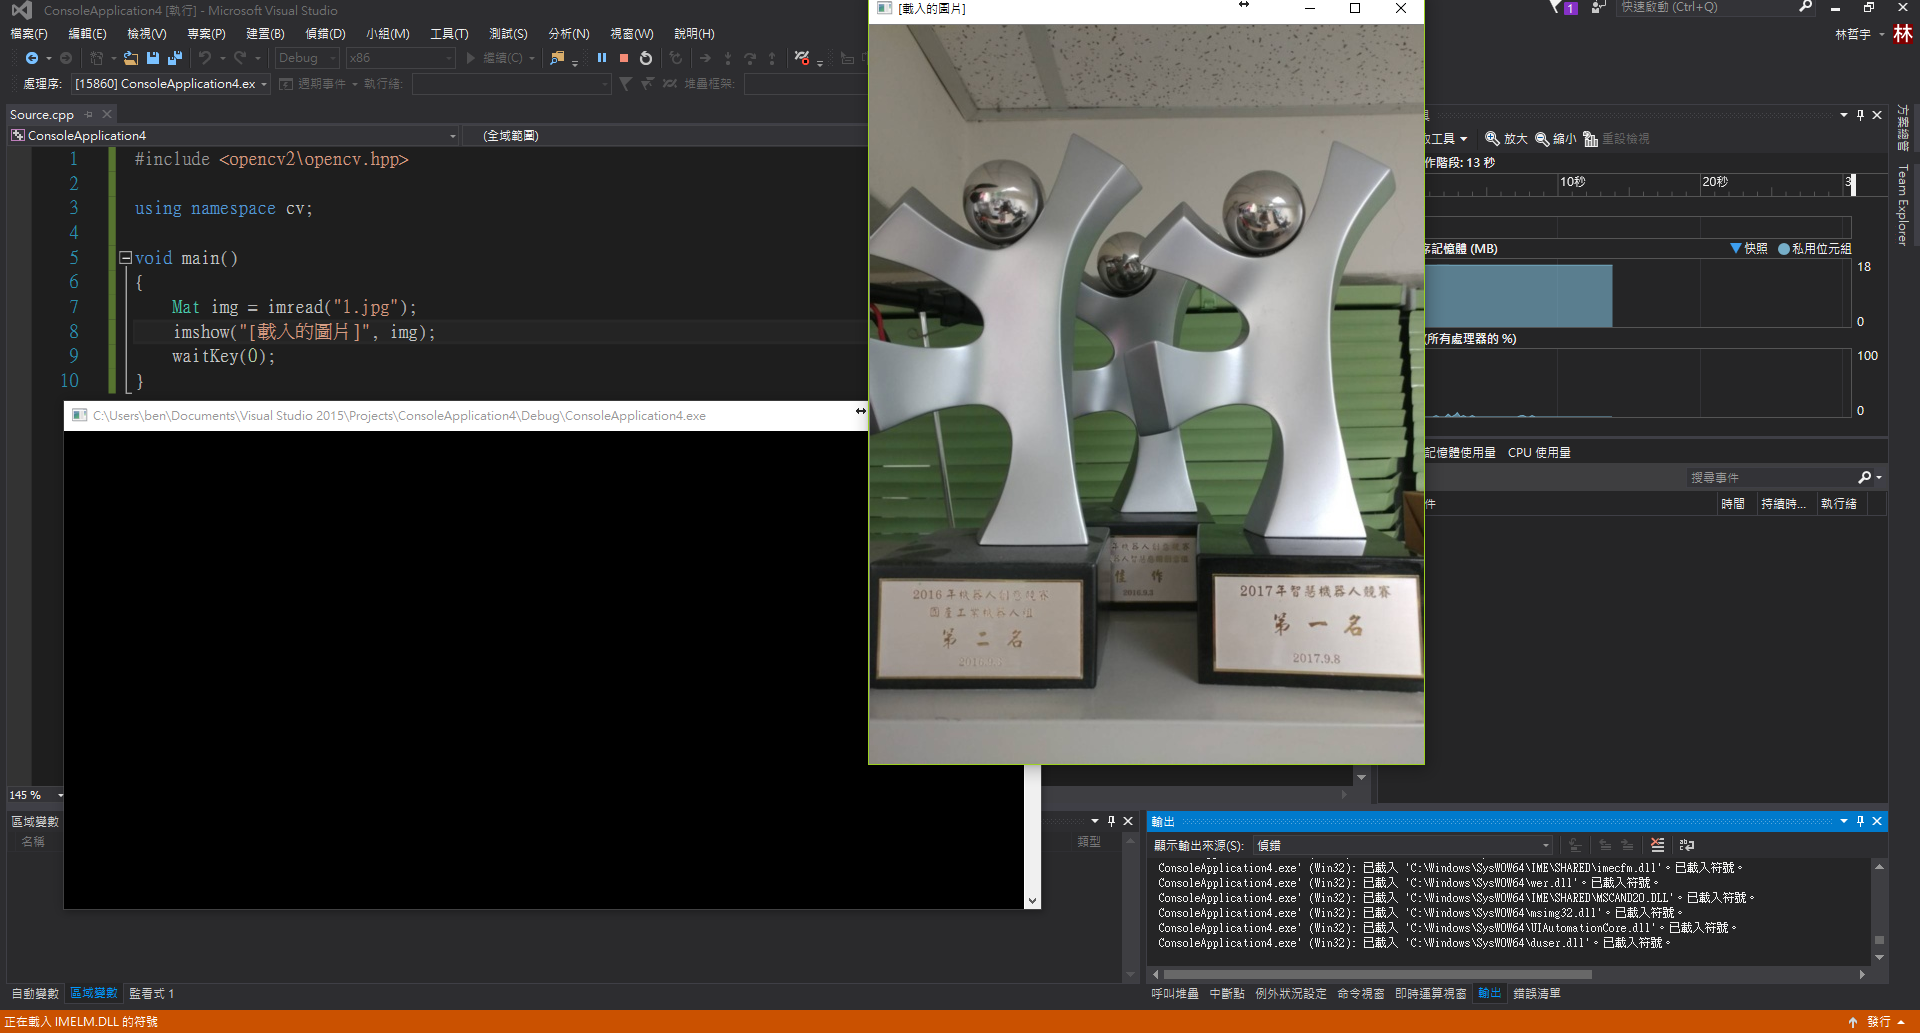 ConsoleApplication4 [執行] - Microsoft Visual Studio
快速啟動 (Ctrl+Q)
1
檔案(F) 編輯(E) 檢視(V) 專案(P) 建置(B) 偵錯(D) 小組(M) 工具(T) 測試(S) 分析(N) 視窗(W) 說明(H)
林哲宇
林
Debug x86 繼續(C)
處理序: [15860] ConsoleApplication4.ex 週期事件 執行緒: 堆疊框架:
Source.cpp
ConsoleApplication4 (全域範圍)
1 #include <opencv2\opencv.hpp>
2
3 using namespace cv;
4
5 void main()
6 {
7 Mat img = imread("1.jpg");
8 imshow("[載入的圖片]", img);
9 waitKey(0);
10 }
C:\Users\ben\Documents\Visual Studio 2015\Projects\ConsoleApplication4\Debug\ConsoleApplication4.exe
[載入的圖片]
2016年機器人創意競賽
國產工業機器人組
第二名
年機器人創意競賽
佳作
2016.9.3
2017年智慧機器人競賽
第一名
2017.9.8
工具 放大 縮小 重設檢視
作階段: 13 秒
10秒 20秒
記憶體 (MB) 快照 私用位元組
18
0
(所有處理器的 %)
100
0
記憶體使用量 CPU 使用量
搜尋事件
件 時間 持續時... 執行緒
方案總管
Team Explorer
145 %
區域變數
名稱 類型
自動變數 區域變數 監看式 1
輸出
顯示輸出來源(S): 偵錯
ConsoleApplication4.exe' (Win32): 已載入 'C:\Windows\SysWOW64\IME\SHARED\imecfm.dll'。已載入符號。
ConsoleApplication4.exe' (Win32): 已載入 'C:\Windows\SysWOW64\wer.dll'。已載入符號。
ConsoleApplication4.exe' (Win32): 已載入 'C:\Windows\SysWOW64\IME\SHARED\MSCAND20.DLL'。已載入符號。
ConsoleApplication4.exe' (Win32): 已載入 'C:\Windows\SysWOW64\msimg32.dll'。已載入符號。
ConsoleApplication4.exe' (Win32): 已載入 'C:\Windows\SysWOW64\UIAutomationCore.dll'。已載入符號。
ConsoleApplication4.exe' (Win32): 已載入 'C:\Windows\SysWOW64\duser.dll'。已載入符號。
呼叫堆疊 中斷點 例外狀況設定 命令視窗 即時運算視窗 輸出 錯誤清單
正在載入 IMELM.DLL 的符號
發行